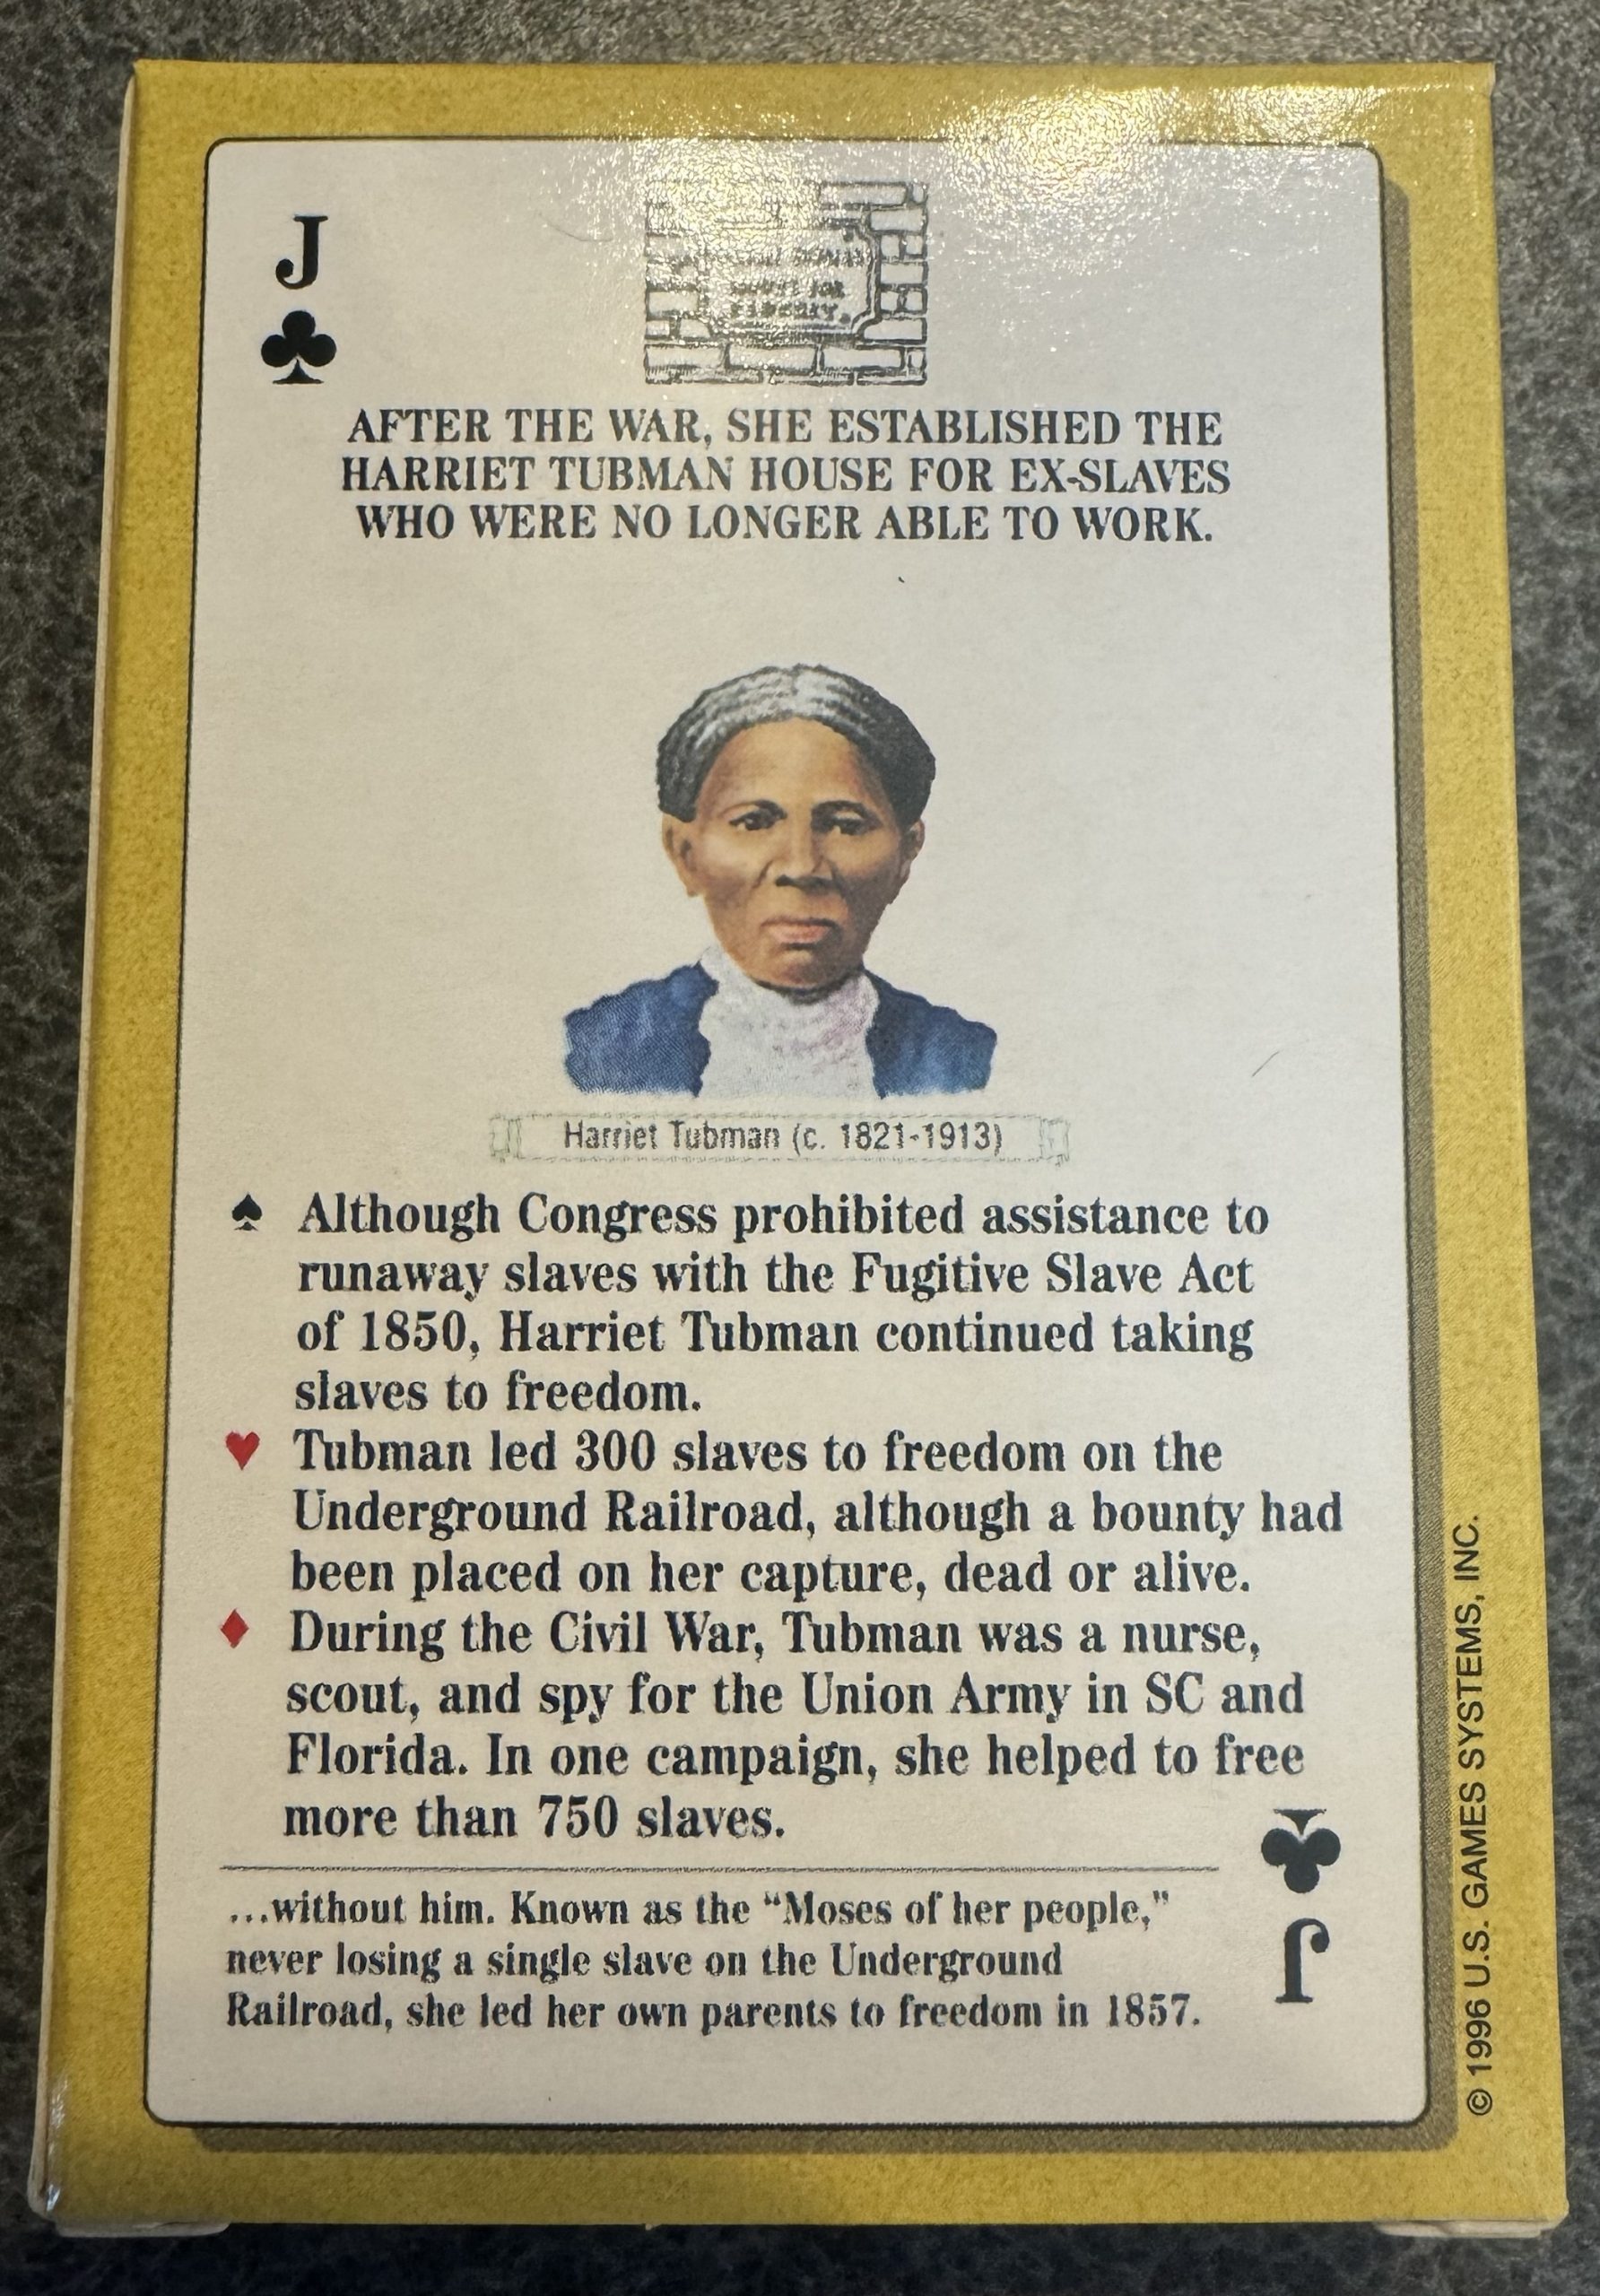 J
AFTER THE WAR, SHE ESTABLISHED THE
HARRIET TUBMAN HOUSE FOR EX-SLAVES
WHO WERE NO LONGER ABLE TO WORK.
Harriet Tubman (c. 1821-1913)
Although Congress prohibited assistance to
runaway slaves with the Fugitive Slave Act
of 1850, Harriet Tubman continued taking
slaves to freedom.
Tubman led 300 slaves to freedom on the
Underground Railroad, although a bounty had
been placed on her capture, dead or alive.
During the Civil War, Tubman was a nurse,
scout, and spy for the Union Army in SC and
Florida. In one campaign, she helped to free
more than 750 slaves.
...without him. Known as the “Moses of her people,”
never losing a single slave on the Underground
Railroad, she led her own parents to freedom in 1857.
J
© 1996 U.S. GAMES SYSTEMS, INC.